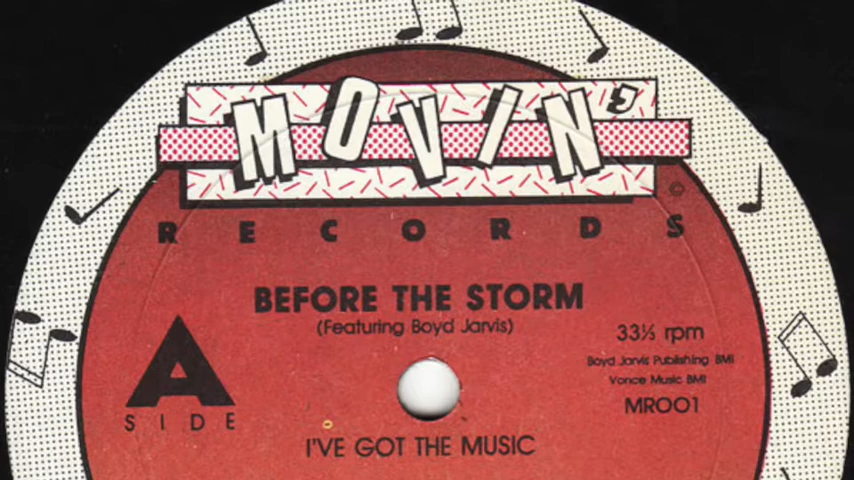 MOVIN'
©
RECORDS
BEFORE THE STORM
(Featuring Boyd Jarvis)
33⅓ rpm
Boyd Jarvis Publishing BMI
Vonce Music BMI
MR001
A
SIDE
I'VE GOT THE MUSIC